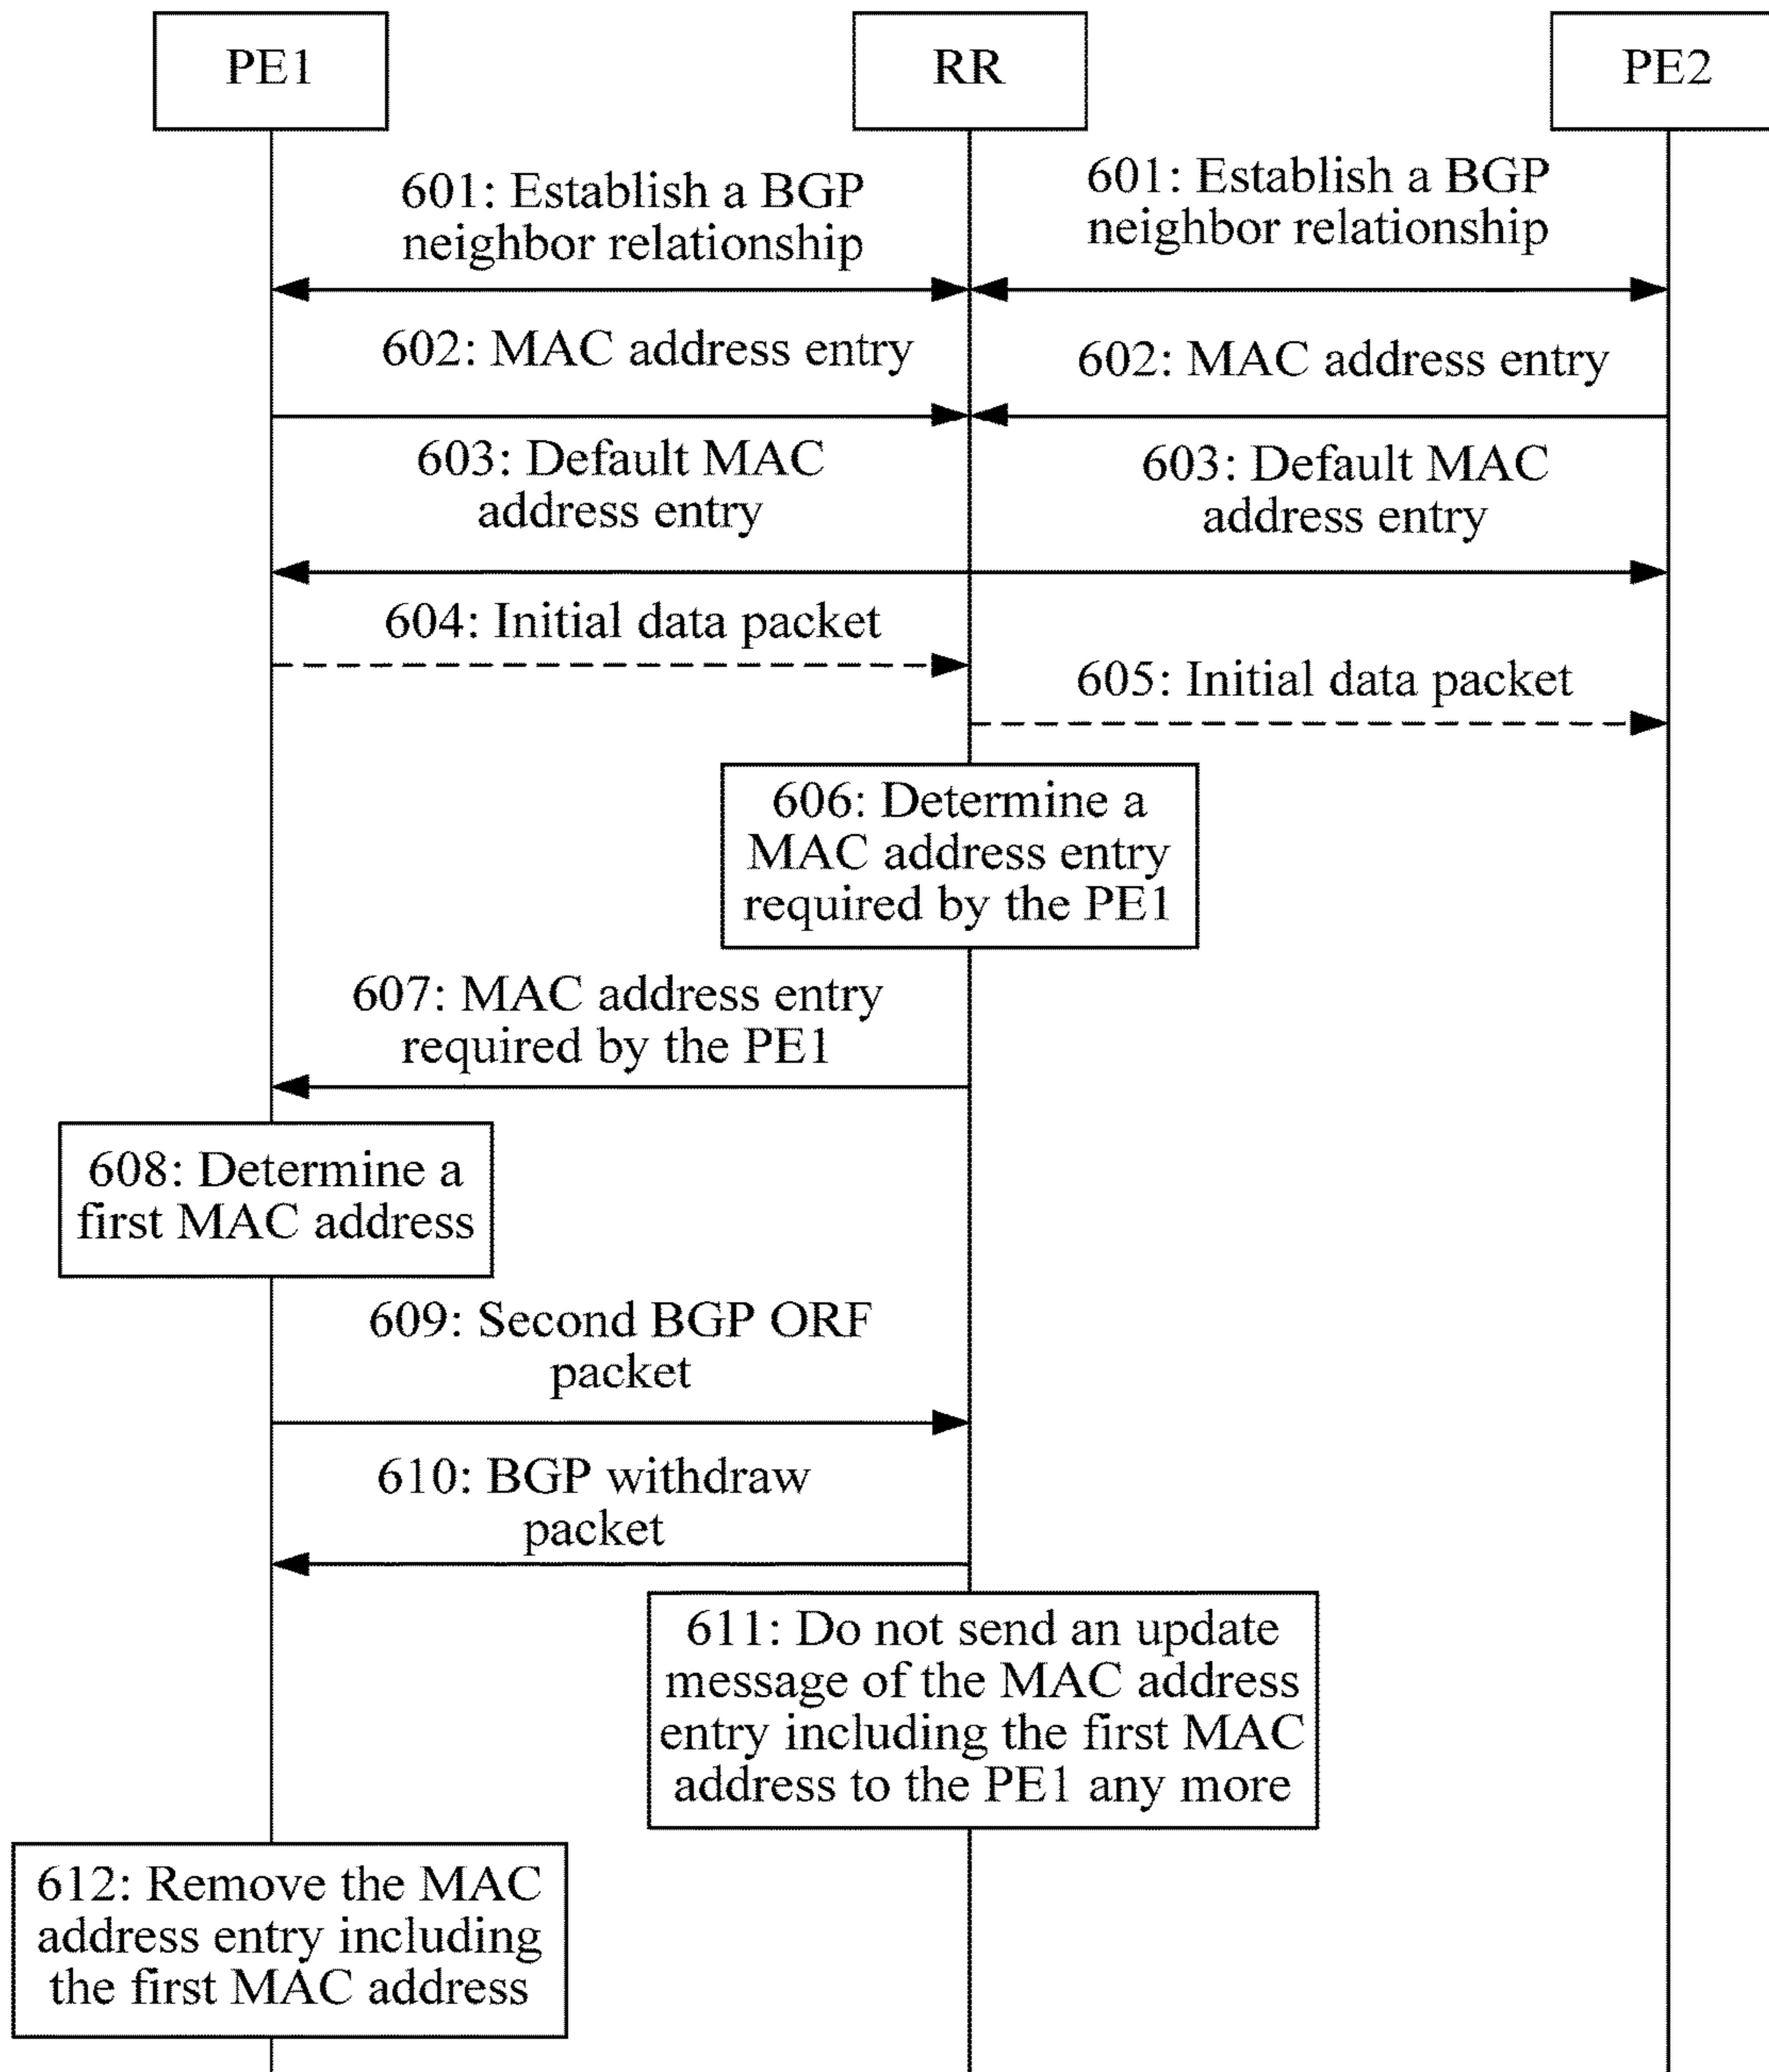 PE1
RR
PE2
601: Establish a BGP
neighbor relationship
601: Establish a BGP
neighbor relationship
602: MAC address entry
602: MAC address entry
603: Default MAC
address entry
603: Default MAC
address entry
604: Initial data packet
605: Initial data packet
606: Determine a
MAC address entry
required by the PE1
607: MAC address entry
required by the PE1
608: Determine a
first MAC address
609: Second BGP ORF
packet
610: BGP withdraw
packet
611: Do not send an update
message of the MAC address
entry including the first MAC
address to the PE1 any more
612: Remove the MAC
address entry including
the first MAC address